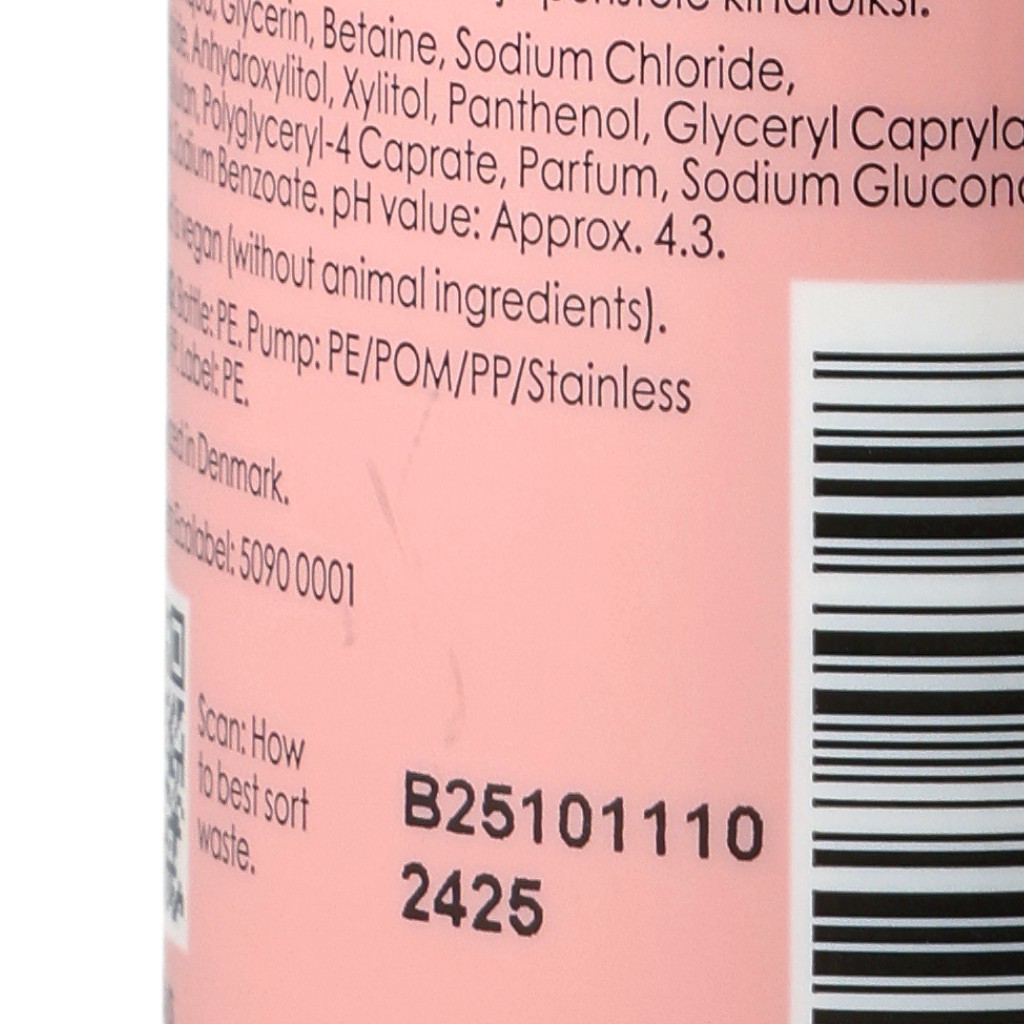 Glycerin, Betaine, Sodium Chloride,
Anhydroxylitol, Xylitol, Panthenol, Glyceryl Capryla
Polyglyceryl-4 Caprate, Parfum, Sodium Glucon
Sodium Benzoate. pH value: Approx. 4.3.
vegan (without animal ingredients).
Bottle: PE. Pump: PE/POM/PP/Stainless
Label: PE.
in Denmark.
Ecolabel: 5090 0001
Scan: How
to best sort
waste.
B25101110
2425